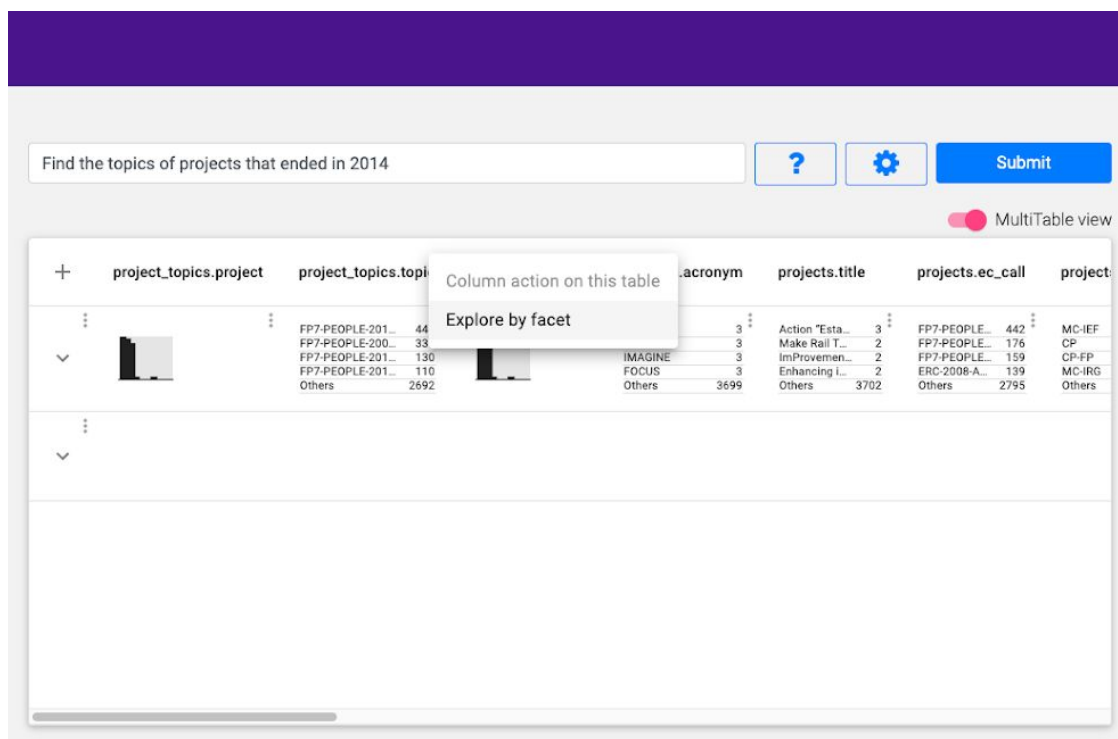 Find the topics of projects that ended in 2014
? Submit
MultiTable view
project_topics.project project_topics.topi .acronym projects.title projects.ec_call project
Column action on this table
Explore by facet
FP7-PEOPLE-201... 44 3 Action "Esta... 3 FP7-PEOPLE... 442 MC-IEF
FP7-PEOPLE-200... 33 3 Make Rail T... 2 FP7-PEOPLE... 176 CP
FP7-PEOPLE-201... 130 IMAGINE 3 ImProvemen... 2 FP7-PEOPLE... 159 CP-FP
FP7-PEOPLE-201... 110 FOCUS 3 Enhancing i... 2 ERC-2008-A... 139 MC-IRG
Others 2692 Others 3699 Others 3702 Others 2795 Others